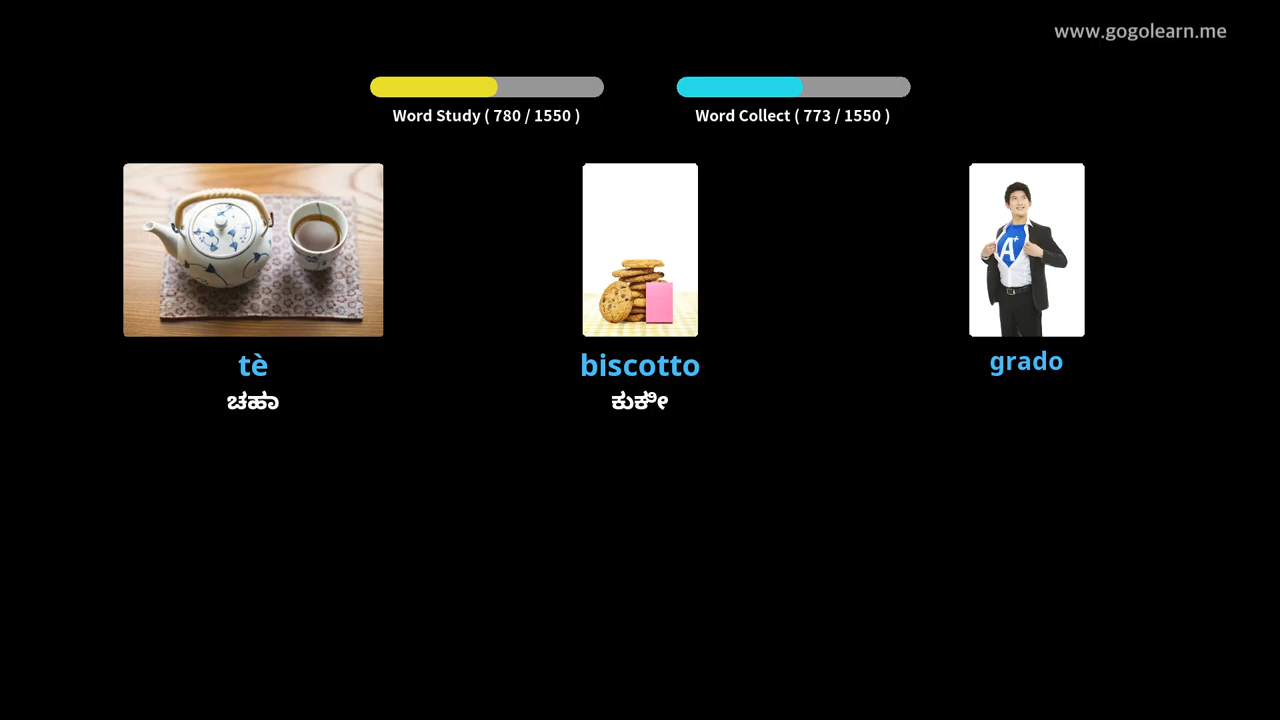 www.gogolearn.me
Word Study ( 780 / 1550 )
Word Collect ( 773 / 1550 )
A+
tè
biscotto
grado
ಚಹಾ
ಕುಕೀ